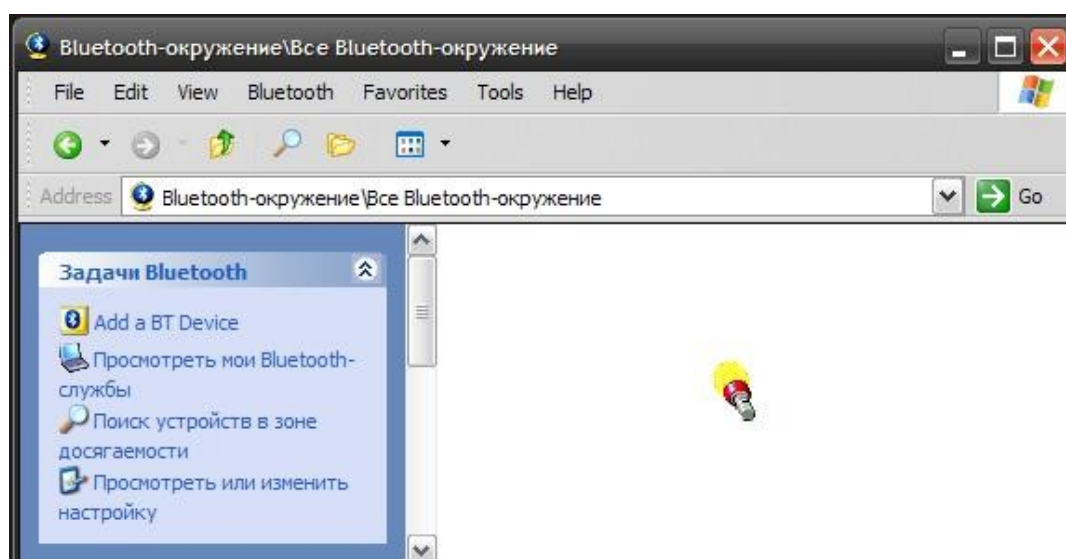 Bluetooth-окружение\Все Bluetooth-окружение
File Edit View Bluetooth Favorites Tools Help
Address Bluetooth-окружение\Все Bluetooth-окружение Go
Задачи Bluetooth
Add a BT Device
Просмотреть мои Bluetooth-
службы
Поиск устройств в зоне
досягаемости
Просмотреть или изменить
настройку